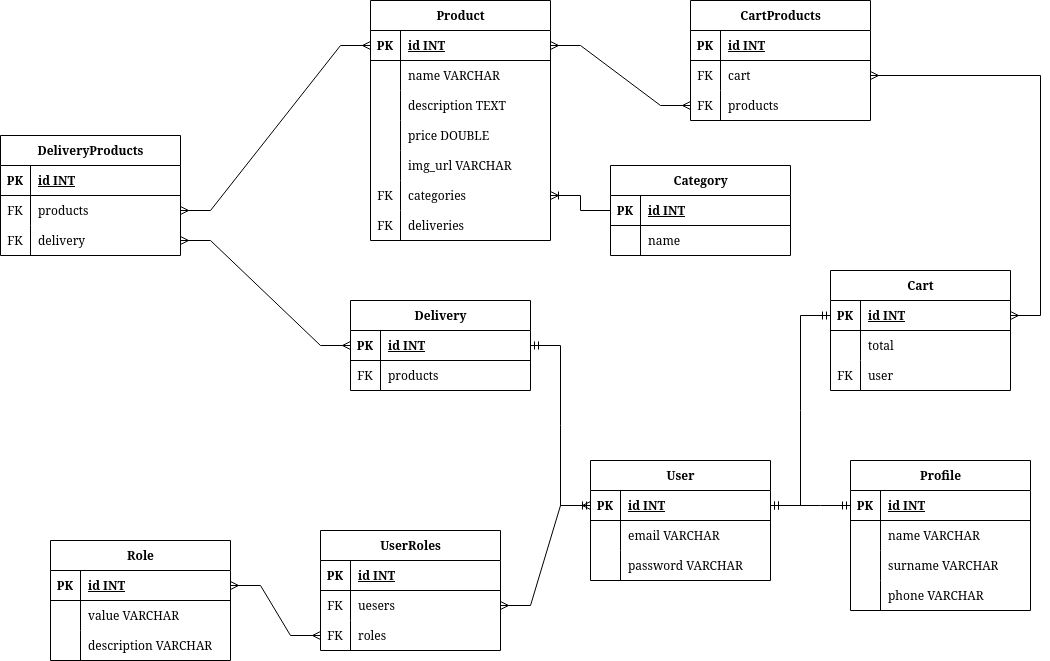 Product
PK id INT
name VARCHAR
description TEXT
price DOUBLE
img_url VARCHAR
FK categories
FK deliveries
CartProducts
PK id INT
FK cart
FK products
DeliveryProducts
PK id INT
FK products
FK delivery
Category
PK id INT
name
Delivery
PK id INT
FK products
Cart
PK id INT
total
FK user
User
PK id INT
email VARCHAR
password VARCHAR
Profile
PK id INT
name VARCHAR
surname VARCHAR
phone VARCHAR
Role
PK id INT
value VARCHAR
description VARCHAR
UserRoles
PK id INT
FK uesers
FK roles